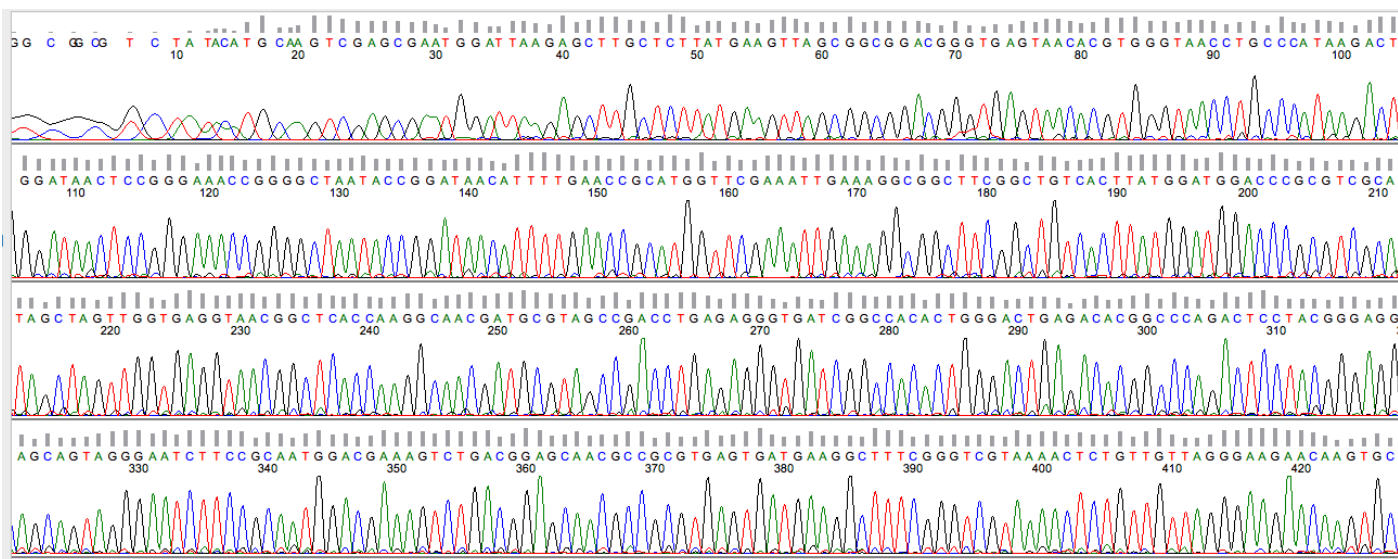 GG C GG CG T C TA TACATGCAAGTCGAGCGAATGGATTAAGAGCTTGCTCTTATGAAGTTAGCGGCGGACGGGTGAGTAACACGTGGGTAACCTGCCCATAAGACT
10 20 30 40 50 60 70 80 90 100
GGATAACTCCGGGAAACCGGGGCTAATACCGGATAACATTTTGAACCGCATGGTTCGAAATTGAAAGGCGGCTTCGGCTGTCACTTATGGATGGACCCGCGTCGCA
110 120 130 140 150 160 170 180 190 200 210
TAGCTAGTTGGTGAGGTAACGGCTCACCAAGGCAACGATGCGTAGCCGACCTGAGAGGGTGATCGGCCACACTGGGACTGAGACACGGCCCAGACTCCTACGGGAGG
220 230 240 250 260 270 280 290 300 310
AGCAGTAGGGAATCTTCCGCAATGGACGAAAGTCTGACGGAGCAACGCCGCGTGAGTGATGAAGGCTTTCGGGTCGTAAAACTCTGTTGTTAGGGAAGAACAAGTGC
330 340 350 360 370 380 390 400 410 420